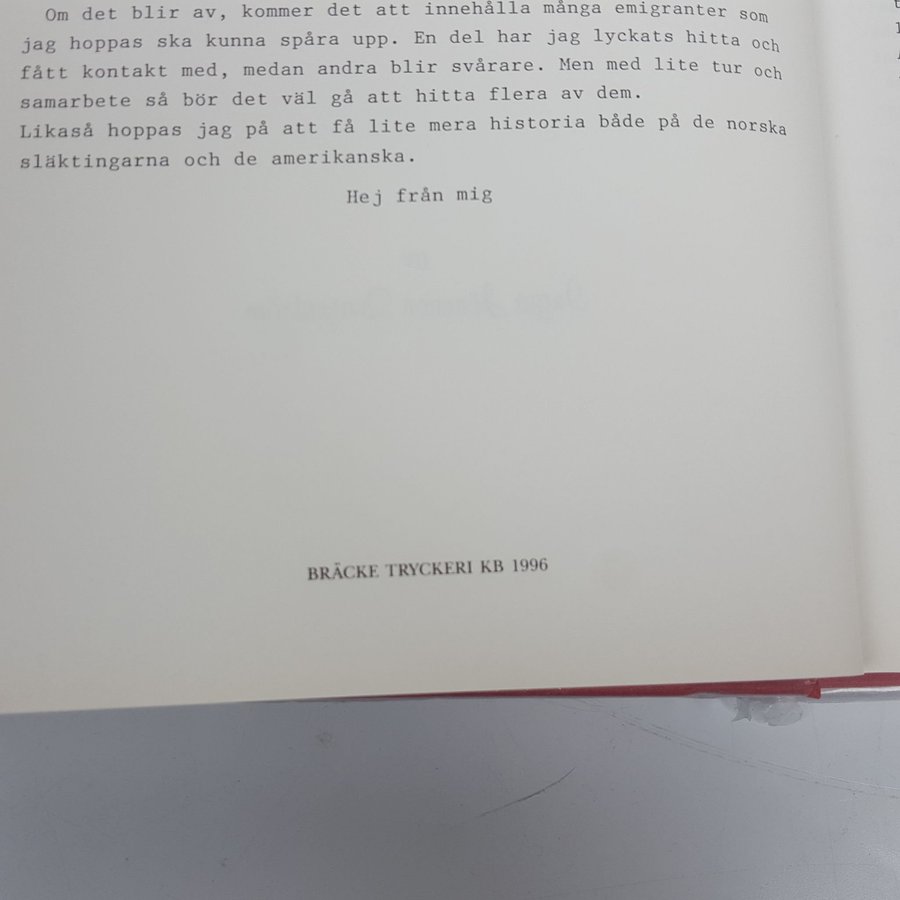 Om det blir av, kommer det att innehålla många emigranter som
jag hoppas ska kunna spåra upp. En del har jag lyckats hitta och
fått kontakt med, medan andra blir svårare. Men med lite tur och
samarbete så bör det väl gå att hitta flera av dem.
Likaså hoppas jag på att få lite mera historia både på de norska
släktingarna och de amerikanska.
Hej från mig
BRÄCKE TRYCKERI KB 1996